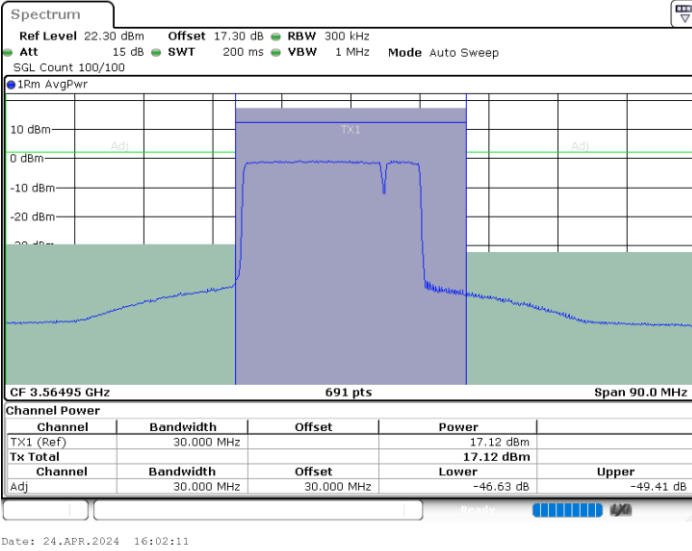 Spectrum
Ref Level 22.30 dBm Offset 17.30 dB RBW 300 kHz
Att 15 dB SWT 200 ms VBW 1 MHz Mode Auto Sweep
SGL Count 100/100
1Rm AvgPwr
10 dBm
TX1
Adj Adj
0 dBm
-10 dBm
-20 dBm
CF 3.56495 GHz 691 pts Span 90.0 MHz
Channel Power
Channel Bandwidth Offset Power
TX1 (Ref) 30.000 MHz 17.12 dBm
Tx Total 17.12 dBm
Channel Bandwidth Offset Lower Upper
Adj 30.000 MHz 30.000 MHz -46.63 dB -49.41 dB
Ready
Date: 24.APR.2024 16:02:11